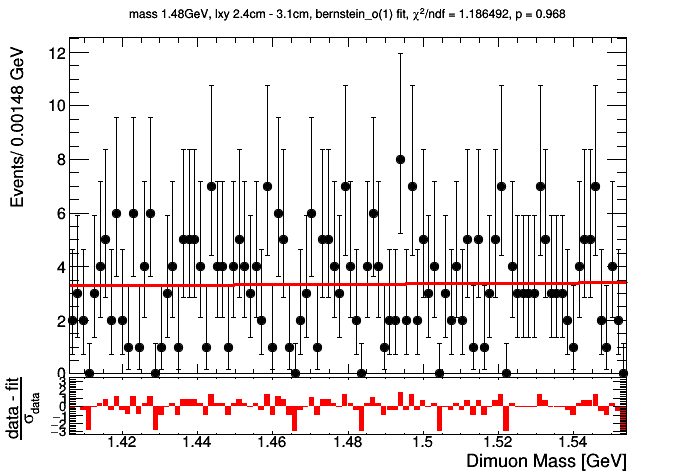 mass 1.48GeV, lxy 2.4cm - 3.1cm, bernstein_o(1) fit, χ²/ndf = 1.186492, p = 0.968
Events/ 0.00148 GeV
12
10
8
6
4
2
0
data - fit
σdata
3
2
1
0
−1
−2
−3
1.42 1.44 1.46 1.48 1.5 1.52 1.54
Dimuon Mass [GeV]